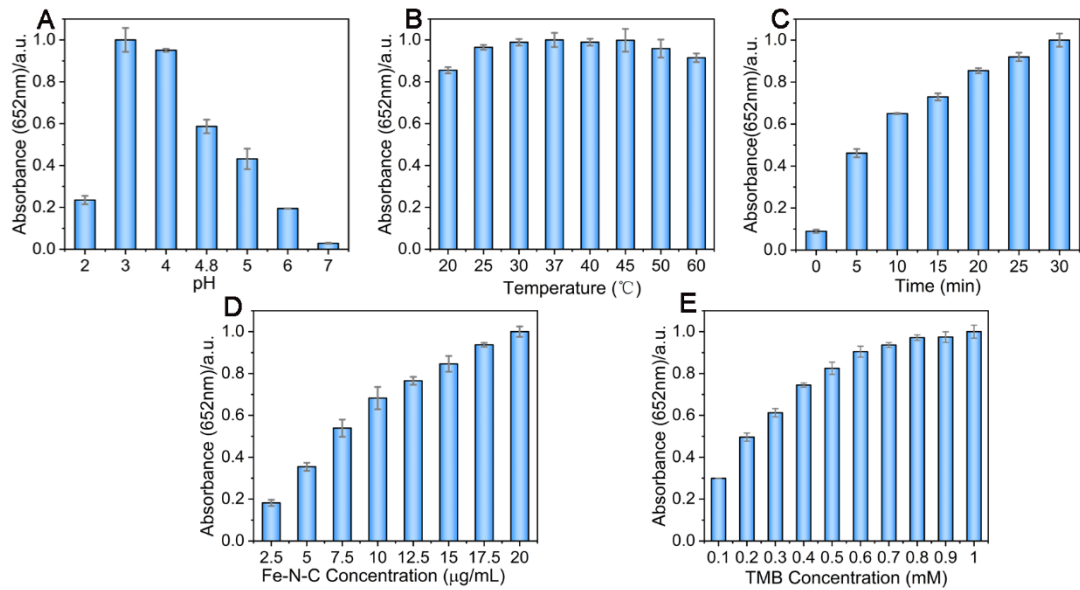 A
Absorbance (652nm)/a.u.
1.0
0.8
0.6
0.4
0.2
0.0
2 3 4 4.8 5 6 7
pH
B
Absorbance (652nm)/a.u.
1.0
0.8
0.6
0.4
0.2
0.0
20 25 30 37 40 45 50 60
Temperature (℃)
C
Absorbance(652nm)/a.u.
1.0
0.8
0.6
0.4
0.2
0.0
0 5 10 15 20 25 30
Time (min)
D
Absorbance (652nm)/a.u.
1.0
0.8
0.6
0.4
0.2
0.0
2.5 5 7.5 10 12.5 15 17.5 20
Fe-N-C Concentration (μg/mL)
E
Absorbance (652nm)/a.u.
1.0
0.8
0.6
0.4
0.2
0.0
0.1 0.2 0.3 0.4 0.5 0.6 0.7 0.8 0.9 1
TMB Concentration (mM)